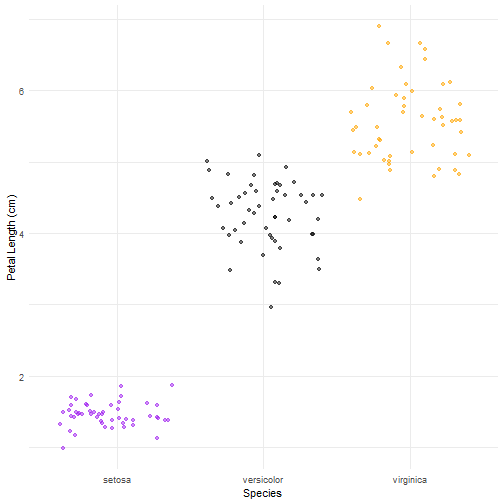 Petal Length (cm)
6
4
2
setosa
versicolor
virginica
Species